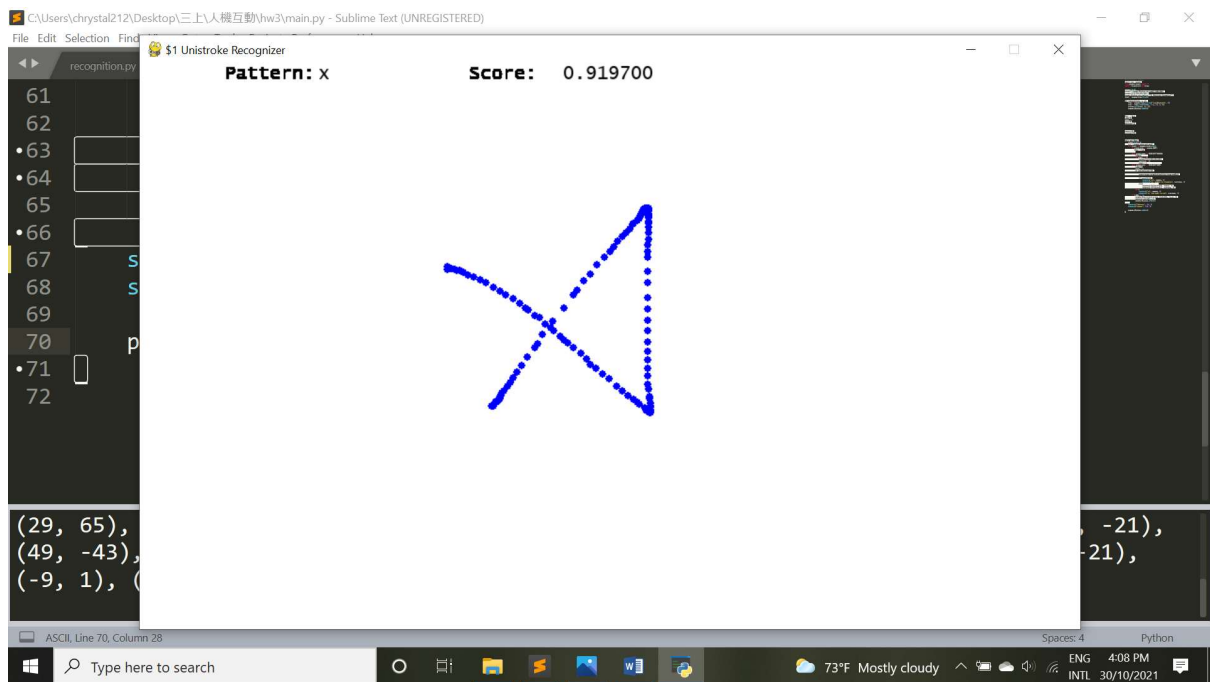 C:\Users\chrystal212\Desktop\三上\人機互動\hw3\main.py - Sublime Text (UNREGISTERED)
File Edit Selection Find
$1 Unistroke Recognizer
recognition.py
Pattern: x Score: 0.919700
61
62
63
64
65
66
67 s
68 s
69
70 p
71
72
(29, 65), , -21),
(49, -43), -21),
(-9, 1), (
ASCII, Line 70, Column 28 Spaces: 4 Python
Type here to search 73°F Mostly cloudy ENG 4:08 PM
INTL 30/10/2021